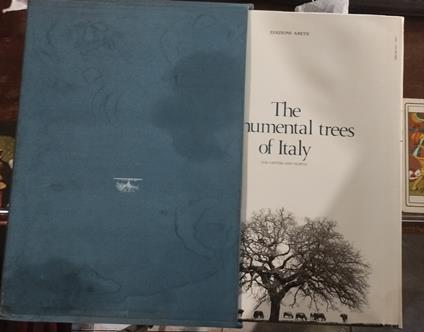 EDIZIONI ABETE
The
numental trees
of Italy